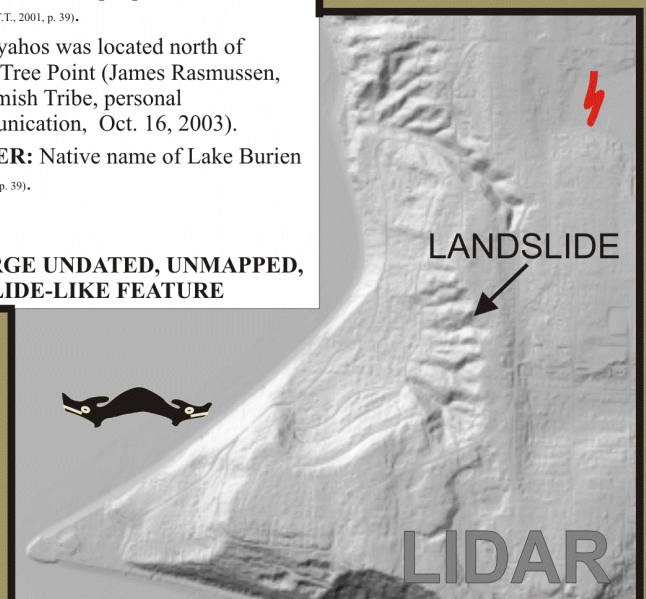 T.T., 2001, p. 39).
yahos was located north of
Tree Point (James Rasmussen,
mish Tribe, personal
unication, Oct. 16, 2003).
ER: Native name of Lake Burien
p. 39).
RGE UNDATED, UNMAPPED,
LIDE-LIKE FEATURE
LANDSLIDE
LIDAR